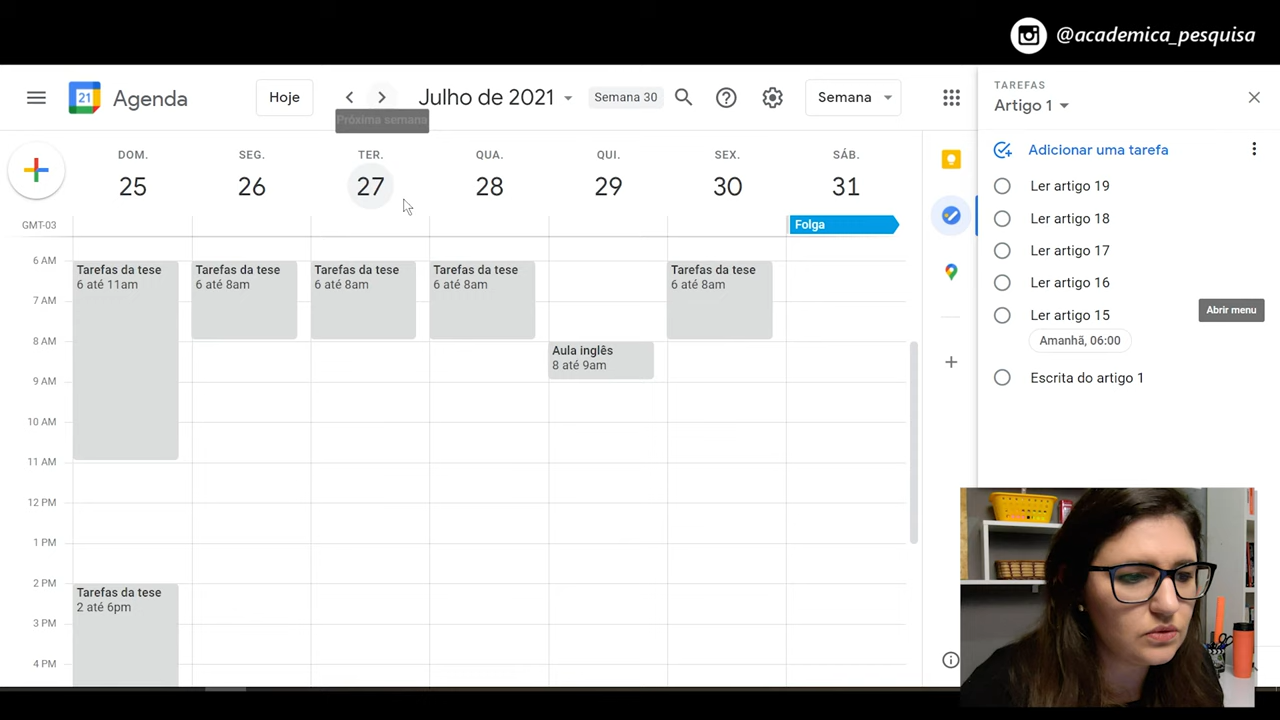 @academica_pesquisa
21
Agenda
Hoje
Julho de 2021
Semana 30
Semana
Próxima semana
DOM.
SEG.
TER.
QUA.
QUI.
SEX.
SÁB.
25
26
27
28
29
30
31
GMT-03
Folga
6 AM
7 AM
8 AM
9 AM
10 AM
11 AM
12 PM
1 PM
2 PM
3 PM
4 PM
Tarefas da tese
6 até 11am
Tarefas da tese
6 até 8am
Tarefas da tese
6 até 8am
Tarefas da tese
6 até 8am
Aula inglês
8 até 9am
Tarefas da tese
6 até 8am
Tarefas da tese
2 até 6pm
TAREFAS
Artigo 1
Adicionar uma tarefa
Ler artigo 19
Ler artigo 18
Ler artigo 17
Ler artigo 16
Abrir menu
Ler artigo 15
Amanhã, 06:00
Escrita do artigo 1